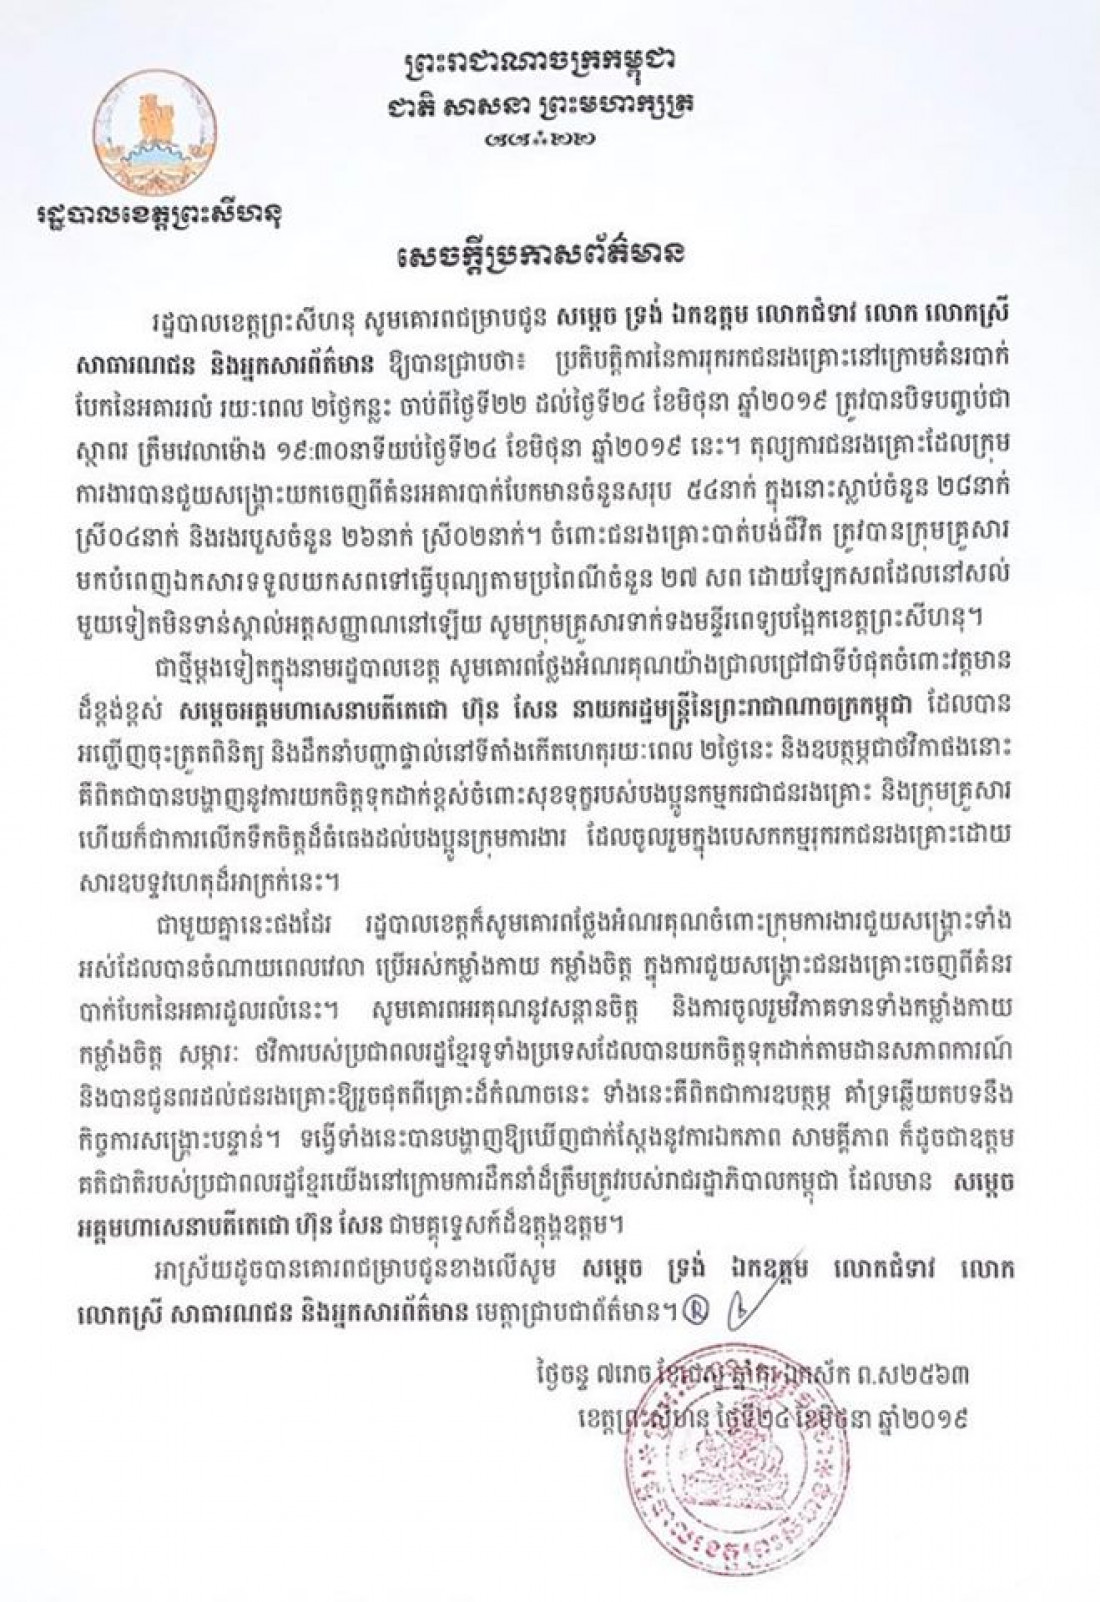 ព្រះរាជាណាចក្រកម្ពុជា
ជាតិ សាសនា ព្រះមហាក្សត្រ
រដ្ឋបាលខេត្តព្រះសីហនុ
សេចក្តីប្រកាសព័ត៌មាន
រដ្ឋបាលខេត្តព្រះសីហនុ សូមគោរពជម្រាបជូន សម្តេច ទ្រង់ ឯកឧត្តម លោកជំទាវ លោក លោកស្រី
សាធារណជន និងអ្នកសារព័ត៌មាន ឱ្យបានជ្រាបថា៖ ប្រតិបត្តិការនៃការរុករកជនរងគ្រោះនៅក្រោមគំនរបាក់
បែកនៃអគាររលំ រយៈពេល ២ថ្ងៃកន្លះ ចាប់ពីថ្ងៃទី២២ ដល់ថ្ងៃទី២៤ ខែមិថុនា ឆ្នាំ២០១៩ ត្រូវបានបិទបញ្ចប់ជា
ស្ថាពរ ត្រឹមវេលាម៉ោង ១៩:៣០នាទីយប់ថ្ងៃទី២៤ ខែមិថុនា ឆ្នាំ២០១៩ នេះ។ តុល្យការជនរងគ្រោះដែលក្រុម
ការងារបានជួយសង្គ្រោះយកចេញពីគំនរអគារបាក់បែកមានចំនួនសរុប ៥៤នាក់ ក្នុងនោះស្លាប់ចំនួន ២៨នាក់
ស្រី០៤នាក់ និងរងរបួសចំនួន ២៦នាក់ ស្រី០២នាក់។ ចំពោះជនរងគ្រោះបាត់បង់ជីវិត ត្រូវបានក្រុមគ្រួសារ
មកបំពេញឯកសារទទួលយកសពទៅធ្វើបុណ្យតាមប្រពៃណីចំនួន ២៧ សព ដោយឡែកសពដែលនៅសល់
មួយទៀតមិនទាន់ស្គាល់អត្តសញ្ញាណនៅឡើយ សូមក្រុមគ្រួសារទាក់ទងមន្ទីរពេទ្យបង្អែកខេត្តព្រះសីហនុ។
ជាថ្មីម្តងទៀតក្នុងនាមរដ្ឋបាលខេត្ត សូមគោរពថ្លែងអំណរគុណយ៉ាងជ្រាលជ្រៅជាទីបំផុតចំពោះវត្តមាន
ដ៏ខ្ពង់ខ្ពស់ សម្តេចអគ្គមហាសេនាបតីតេជោ ហ៊ុន សែន នាយករដ្ឋមន្ត្រីនៃព្រះរាជាណាចក្រកម្ពុជា ដែលបាន
អញ្ជើញចុះត្រួតពិនិត្យ និងដឹកនាំបញ្ជាផ្ទាល់នៅទីតាំងកើតហេតុរយៈពេល ២ថ្ងៃនេះ និងឧបត្ថម្ភជាថវិកាផងនោះ
គឺពិតជាបានបង្ហាញនូវការយកចិត្តទុកដាក់ខ្ពស់ចំពោះសុខទុក្ខរបស់បងប្អូនកម្មករជាជនរងគ្រោះ និងក្រុមគ្រួសារ
ហើយក៏ជាការលើកទឹកចិត្តដ៏ធំធេងដល់បងប្អូនក្រុមការងារ ដែលចូលរួមក្នុងបេសកកម្មរុករកជនរងគ្រោះដោយ
សារឧបទ្ទវហេតុដ៏អាក្រក់នេះ។
ជាមួយគ្នានេះផងដែរ រដ្ឋបាលខេត្តក៏សូមគោរពថ្លែងអំណរគុណចំពោះក្រុមការងារជួយសង្គ្រោះទាំង
អស់ដែលបានចំណាយពេលវេលា ប្រើអស់កម្លាំងកាយ កម្លាំងចិត្ត ក្នុងការជួយសង្គ្រោះជនរងគ្រោះចេញពីគំនរ
បាក់បែកនៃអគារដួលរលំនេះ។ សូមគោរពអរគុណនូវសន្តានចិត្ត និងការចូលរួមវិភាគទានទាំងកម្លាំងកាយ
កម្លាំងចិត្ត សម្ភារៈ ថវិការបស់ប្រជាពលរដ្ឋខ្មែរទូទាំងប្រទេសដែលបានយកចិត្តទុកដាក់តាមដានសភាពការណ៍
និងបានជូនពរដល់ជនរងគ្រោះឱ្យរួចផុតពីគ្រោះដ៏កំណាចនេះ ទាំងនេះគឺពិតជាការឧបត្ថម្ភ គាំទ្រឆ្លើយតបទនឹង
កិច្ចការសង្គ្រោះបន្ទាន់។ ទង្វើទាំងនេះបានបង្ហាញឱ្យឃើញជាក់ស្តែងនូវការឯកភាព សាមគ្គីភាព ក៏ដូចជាឧត្តម
គតិជាតិរបស់ប្រជាពលរដ្ឋខ្មែរយើងនៅក្រោមការដឹកនាំដ៏ត្រឹមត្រូវរបស់រាជរដ្ឋាភិបាលកម្ពុជា ដែលមាន សម្តេច
អគ្គមហាសេនាបតីតេជោ ហ៊ុន សែន ជាមគ្គុទ្ទេសក៍ដ៏ឧត្តុង្គឧត្តម។
អាស្រ័យដូចបានគោរពជម្រាបជូនខាងលើសូម សម្តេច ទ្រង់ ឯកឧត្តម លោកជំទាវ លោក
លោកស្រី សាធារណជន និងអ្នកសារព័ត៌មាន មេត្តាជ្រាបជាព័ត៌មាន។
ថ្ងៃចន្ទ ៧រោច ខែជេស្ឋ ឆ្នាំកុរ ឯកស័ក ព.ស២៥៦៣
ខេត្តព្រះសីហនុ ថ្ងៃទី២៤ ខែមិថុនា ឆ្នាំ២០១៩
រដ្ឋបាលខេត្តព្រះសីហនុ